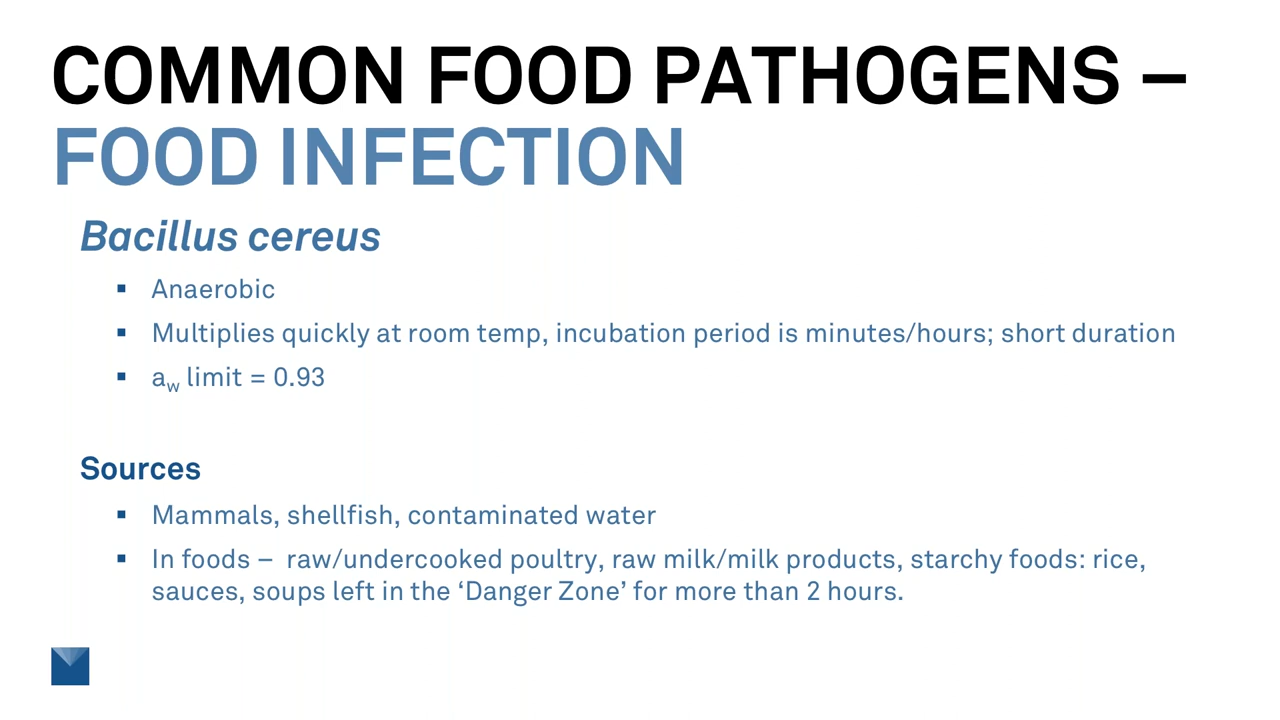 COMMON FOOD PATHOGENS –
FOOD INFECTION
Bacillus cereus
▪ Anaerobic
▪ Multiplies quickly at room temp, incubation period is minutes/hours; short duration
▪ aw limit = 0.93
Sources
▪ Mammals, shellfish, contaminated water
▪ In foods – raw/undercooked poultry, raw milk/milk products, starchy foods: rice,
sauces, soups left in the ‘Danger Zone’ for more than 2 hours.